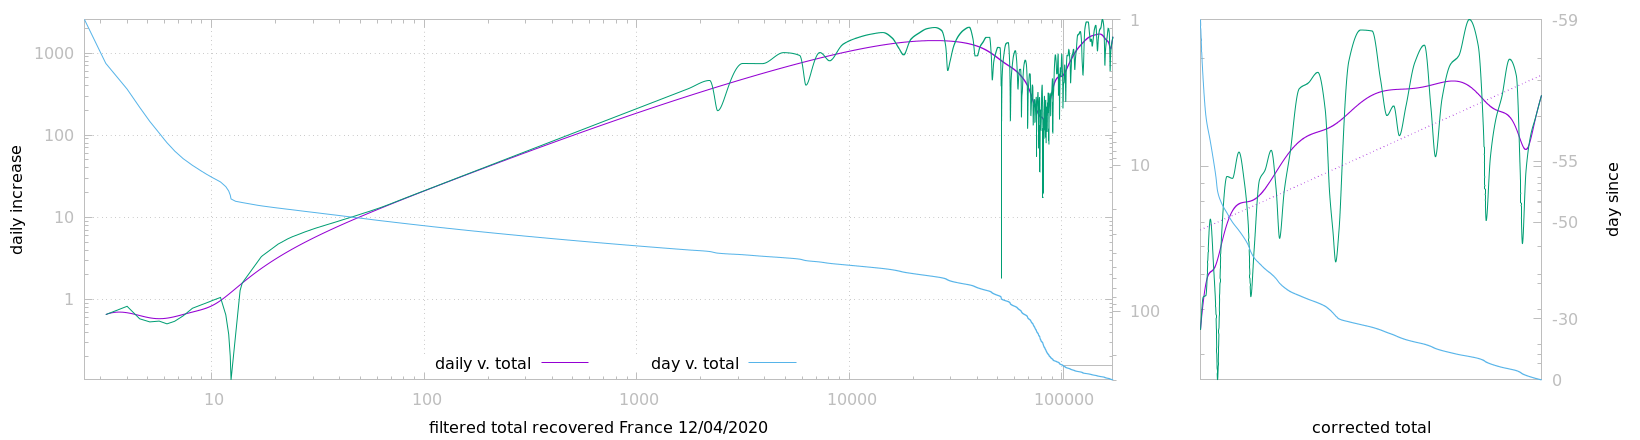 1000
100
10
1
daily increase
10
100
1000
10000
100000
filtered total recovered France 12/04/2020
daily v. total
day v. total
1
10
100
-59
-55
-50
-30
0
day since
corrected total